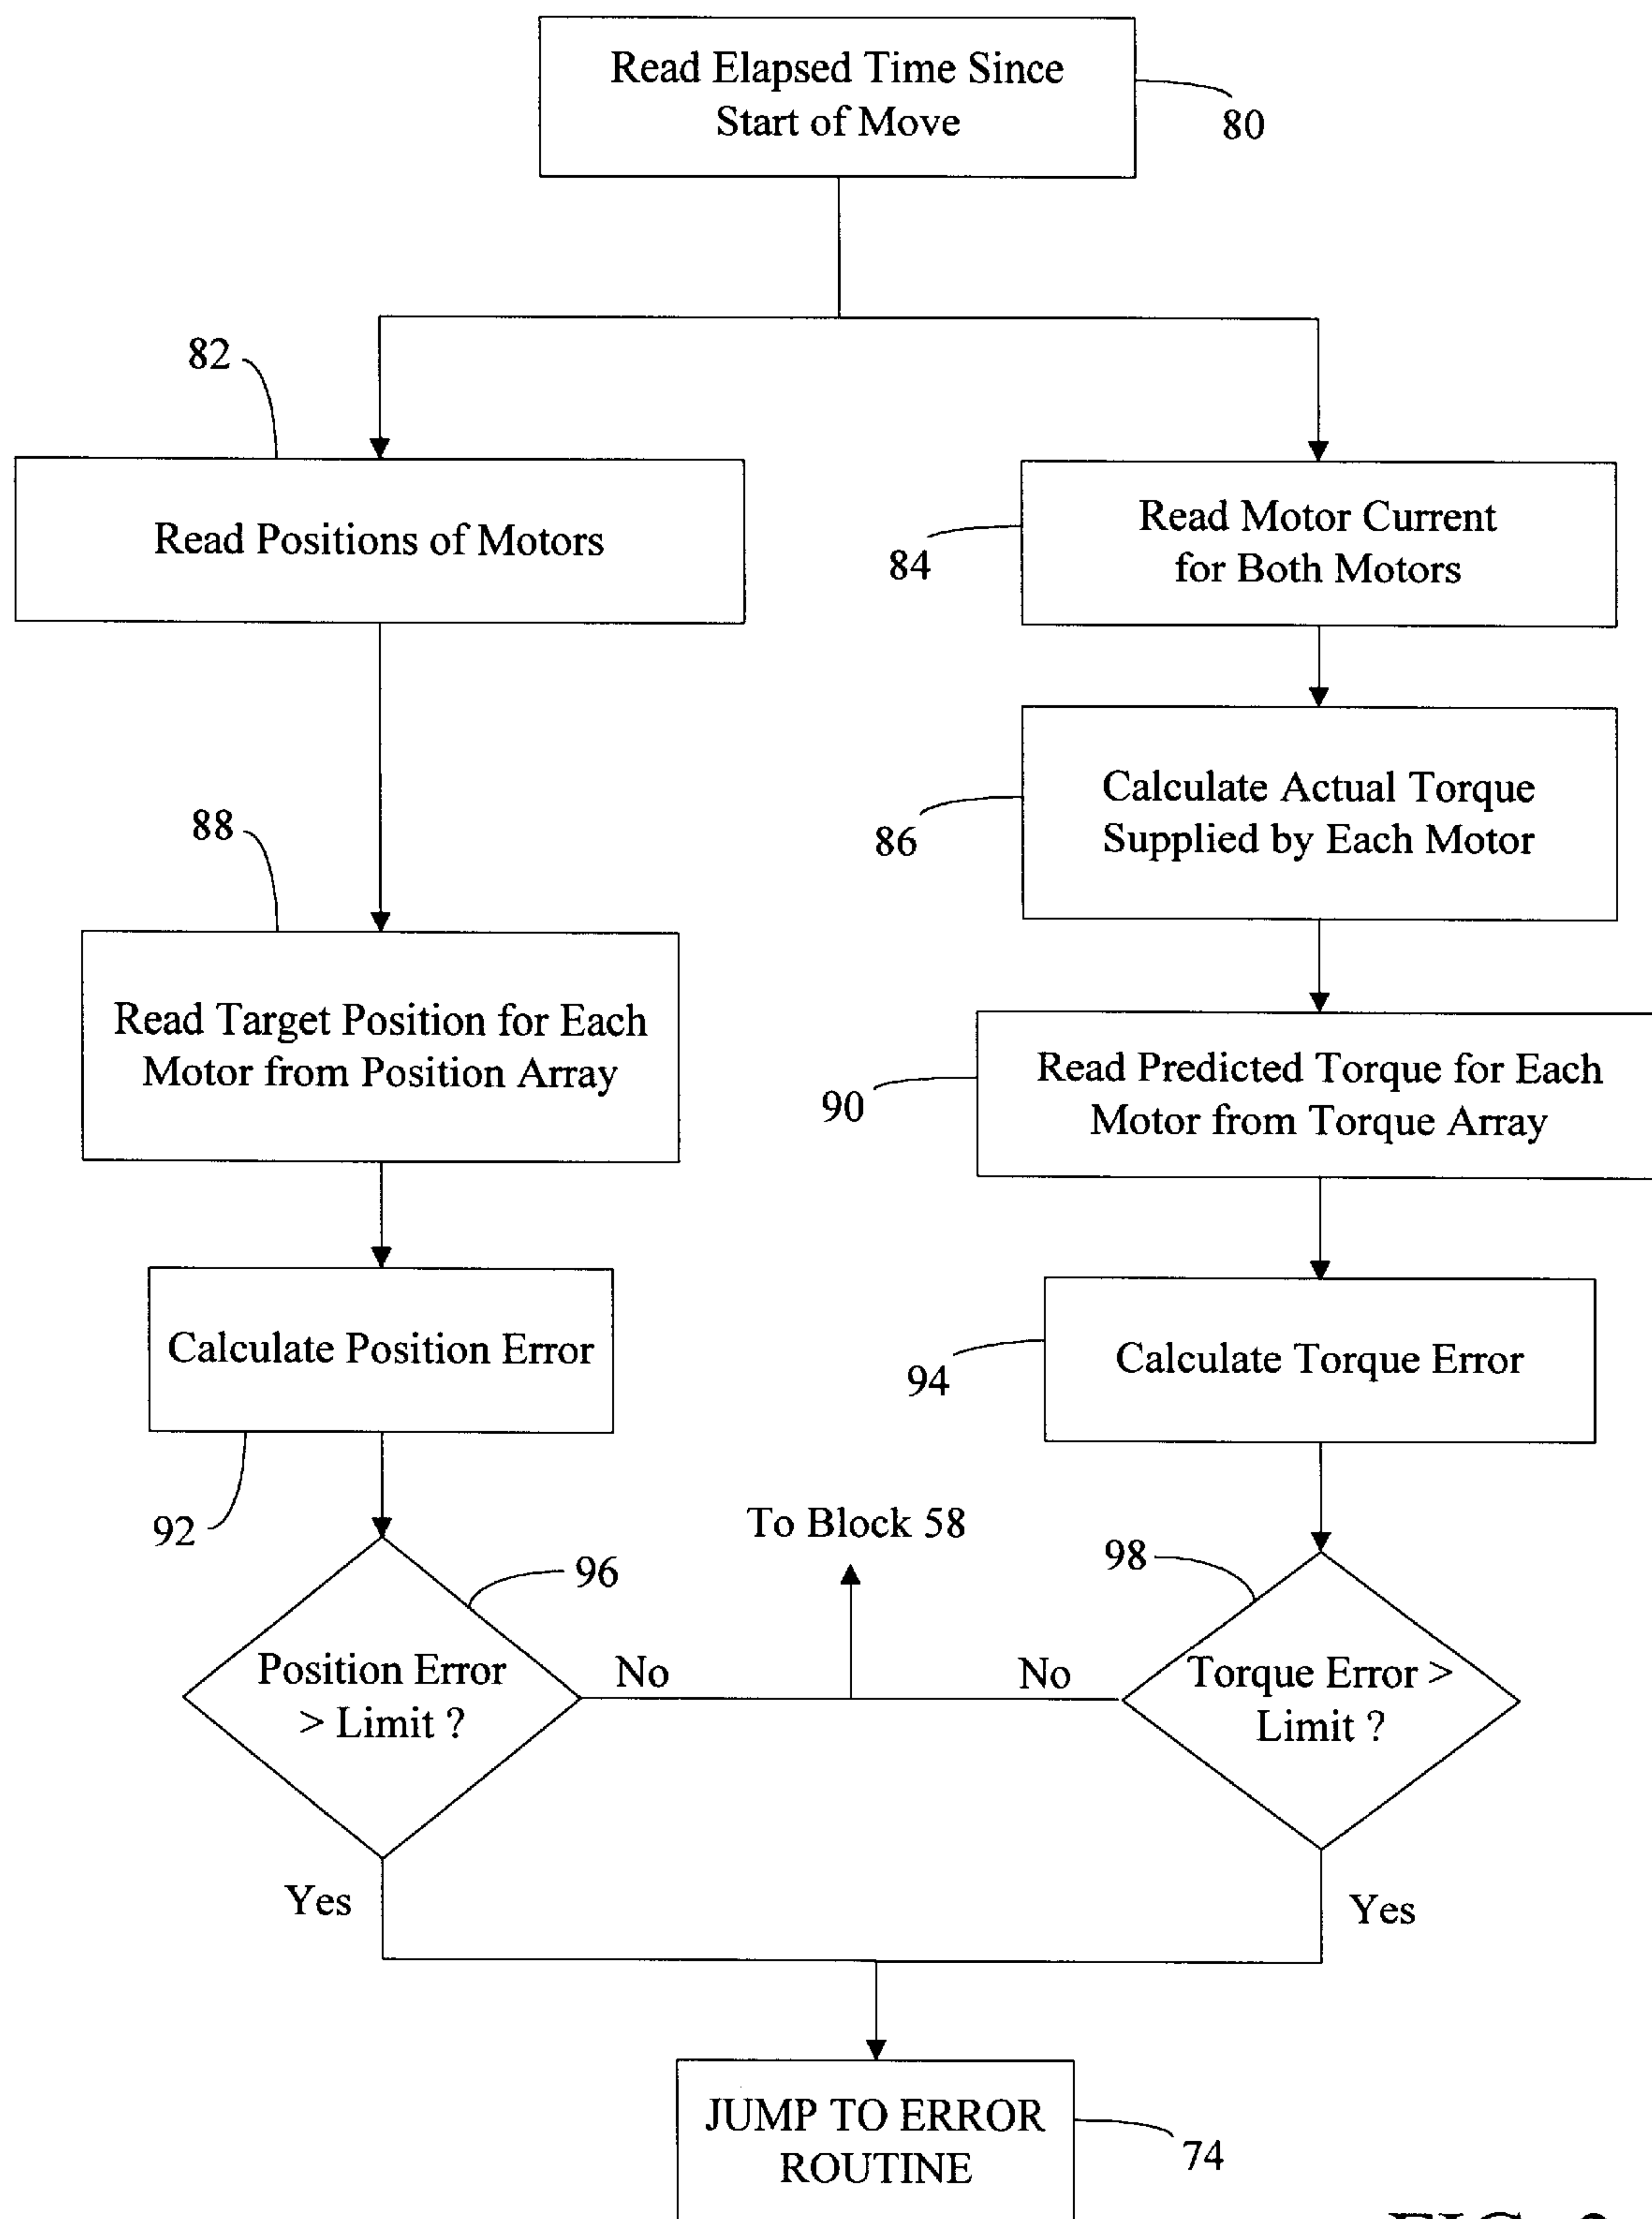 Read Elapsed Time Since
Start of Move
80
82
Read Positions of Motors
Read Motor Current
for Both Motors
84
Calculate Actual Torque
Supplied by Each Motor
86
88
Read Target Position for Each
Motor from Position Array
Read Predicted Torque for Each
Motor from Torque Array
90
Calculate Position Error
92
Calculate Torque Error
94
To Block 58
96
98
Position Error
> Limit ?
No
No
Torque Error >
Limit ?
Yes
Yes
JUMP TO ERROR
ROUTINE
74
FIG.